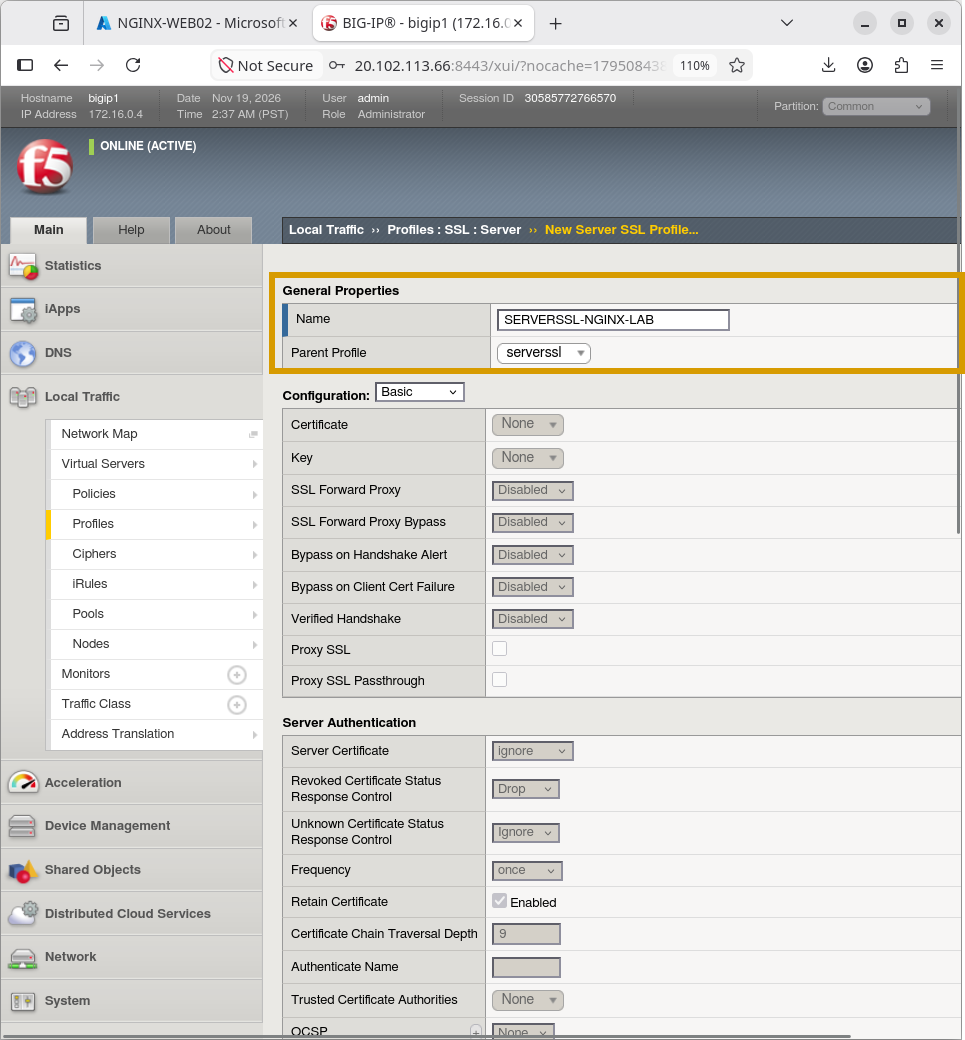 NGINX-WEB02 - Microsoft
BIG-IP® - bigip1 (172.16.0
Not Secure
20.102.113.66:8443/xui/?nocache=179508438
110%
Hostname bigip1 Date Nov 19, 2026 User admin Session ID 30585772766570
IP Address 172.16.0.4 Time 2:37 AM (PST) Role Administrator
Partition: Common
f5
ONLINE (ACTIVE)
Main Help About
Local Traffic ›› Profiles : SSL : Server ›› New Server SSL Profile...
Statistics
iApps
DNS
Local Traffic
Network Map
Virtual Servers
Policies
Profiles
Ciphers
iRules
Pools
Nodes
Monitors
Traffic Class
Address Translation
Acceleration
Device Management
Shared Objects
Distributed Cloud Services
Network
System
General Properties
Name SERVERSSL-NGINX-LAB
Parent Profile serverssl
Configuration: Basic
Certificate None
Key None
SSL Forward Proxy Disabled
SSL Forward Proxy Bypass Disabled
Bypass on Handshake Alert Disabled
Bypass on Client Cert Failure Disabled
Verified Handshake Disabled
Proxy SSL
Proxy SSL Passthrough
Server Authentication
Server Certificate ignore
Revoked Certificate Status
Response Control Drop
Unknown Certificate Status
Response Control Ignore
Frequency once
Retain Certificate Enabled
Certificate Chain Traversal Depth 9
Authenticate Name
Trusted Certificate Authorities None
OCSP None